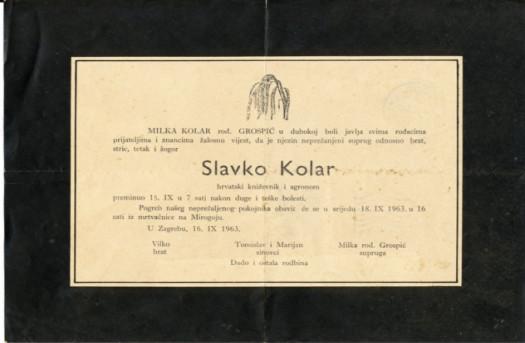 MILKA KOLAR rod. GROSPIĆ u dubokoj boli javlja svima rođacima
prijateljima i znancima žalosnu vijest, da je njezin neprežaljeni suprug odnosno brat,
stric, tetak i šogor
Slavko Kolar
hrvatski književnik i agronom
preminuo 15. IX u 7 sati nakon duge i teške bolesti.
Pogreb našeg neprežaljenog pokojnika obavit će se u srijedu 18. IX 1963. u 16
sati iz mrtvačnice na Mirogoju.
U Zagrebu, 16. IX 1963.
Vilko Tomislav i Marijan Milka rod. Grospić
brat sinovci supruga
Dado i ostala rodbina